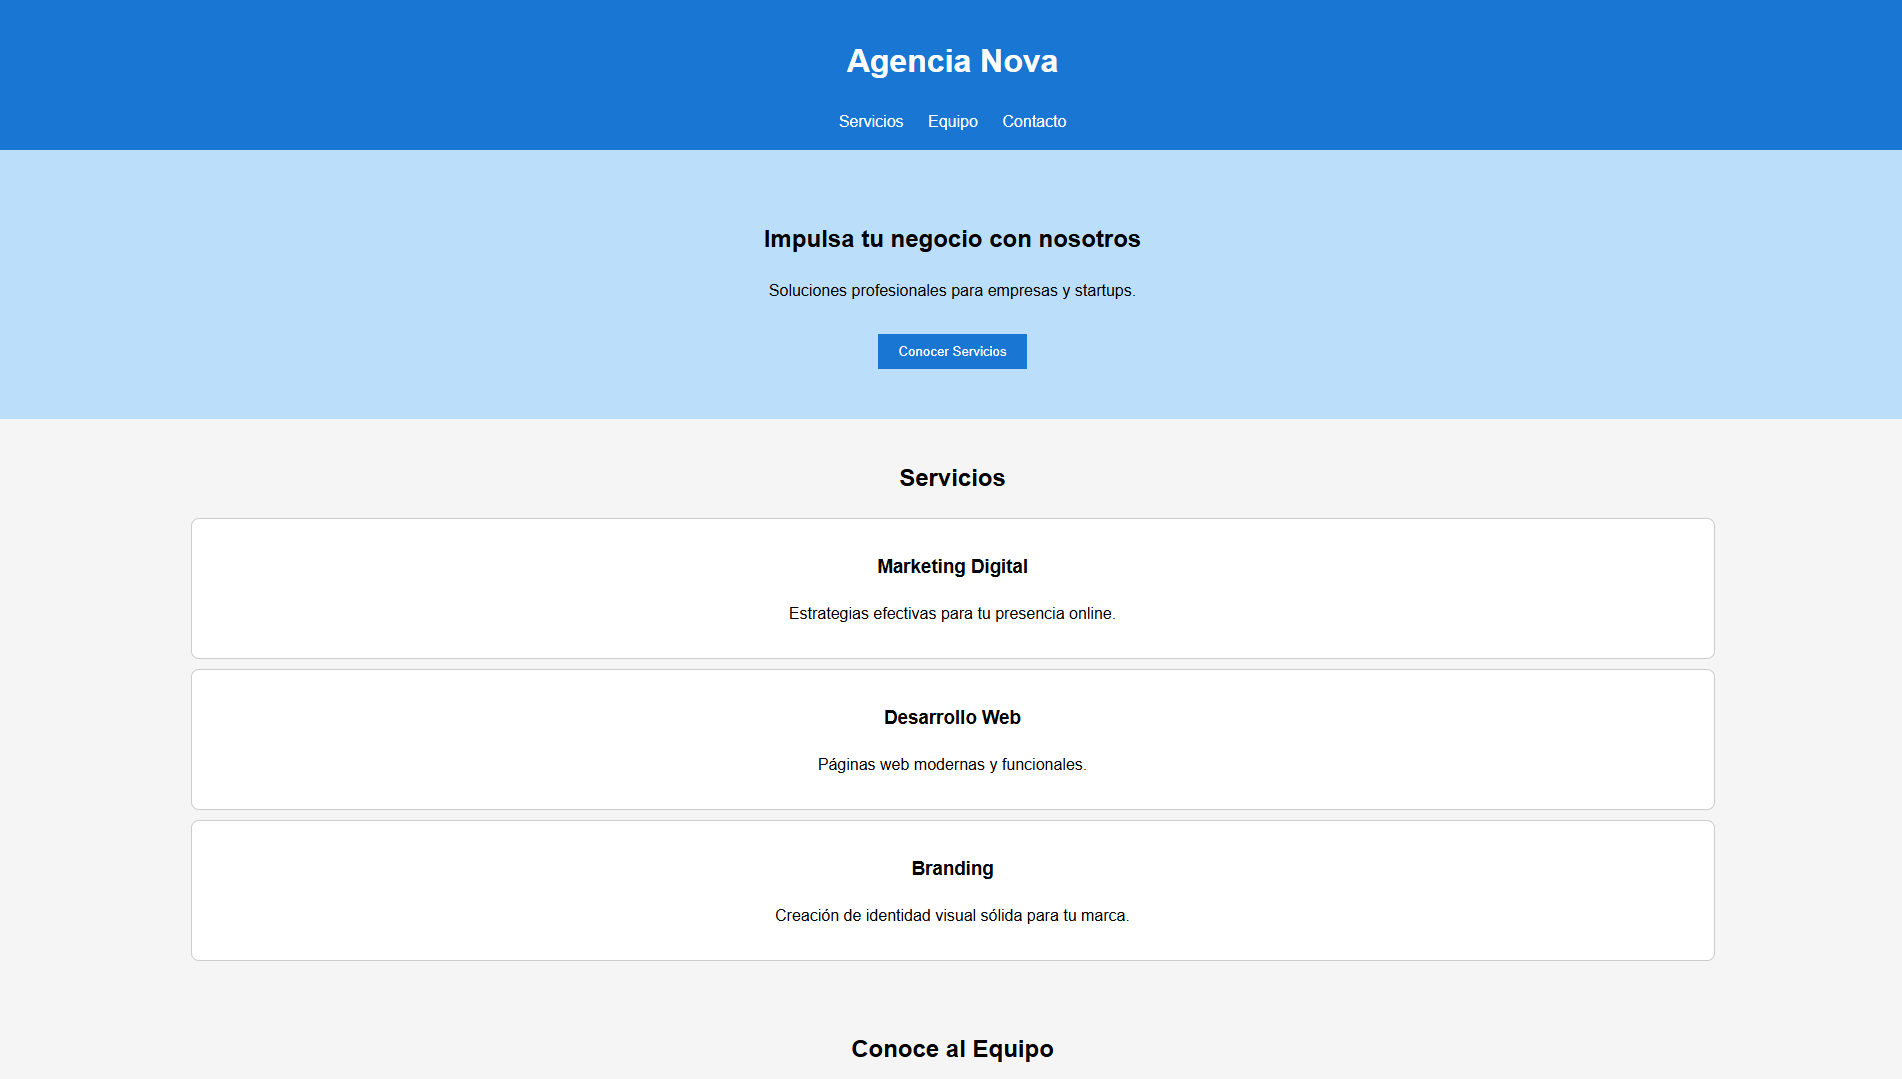 Agencia Nova
Servicios Equipo Contacto
Impulsa tu negocio con nosotros
Soluciones profesionales para empresas y startups.
Conocer Servicios
Servicios
Marketing Digital
Estrategias efectivas para tu presencia online.
Desarrollo Web
Páginas web modernas y funcionales.
Branding
Creación de identidad visual sólida para tu marca.
Conoce al Equipo